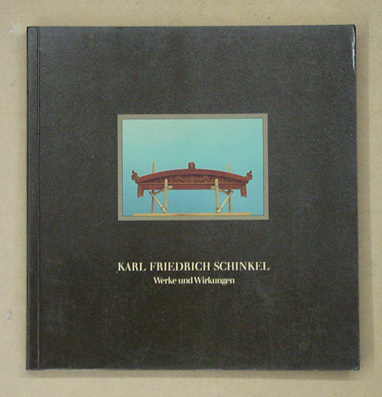 KARL FRIEDRICH SCHINKEL
Werke und Wirkungen